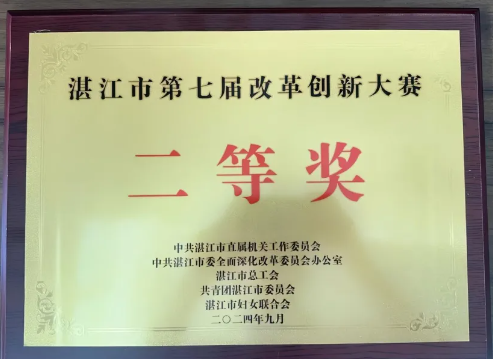 湛江市第七届改革创新大赛
二等奖
中共湛江市直属机关工作委员会
中共湛江市委全面深化改革委员会办公室
湛江市总工会
共青团湛江市委员会
湛江市妇女联合会
二〇二四年九月